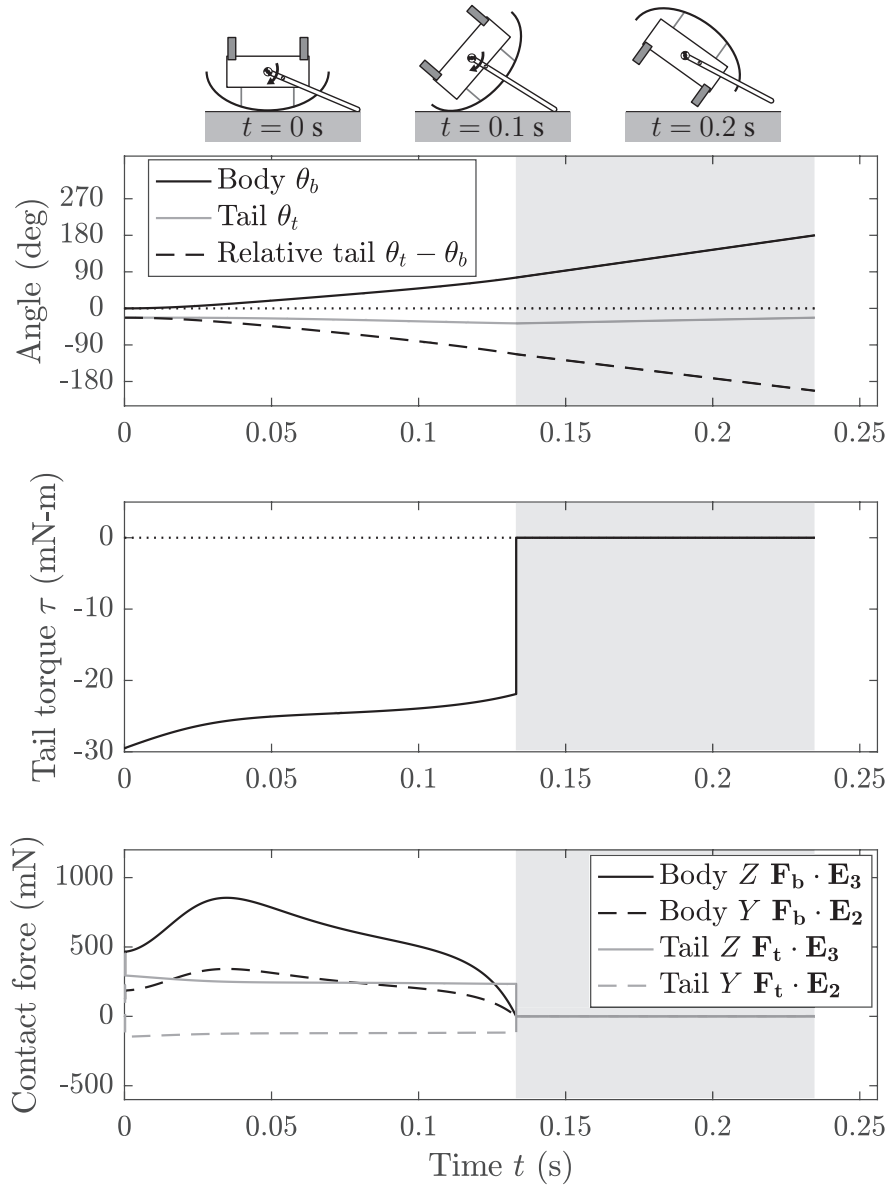 t = 0 s
t = 0.1 s
t = 0.2 s
Body θ_b
Tail θ_t
Relative tail θ_t − θ_b
Angle (deg)
270
180
90
0
-90
-180
0 0.05 0.1 0.15 0.2 0.25
Tail torque τ (mN-m)
0
-10
-20
-30
0 0.05 0.1 0.15 0.2 0.25
Contact force (mN)
1000
500
0
-500
Body Z F_b · E_3
Body Y F_b · E_2
Tail Z F_t · E_3
Tail Y F_t · E_2
0 0.05 0.1 0.15 0.2 0.25
Time t (s)